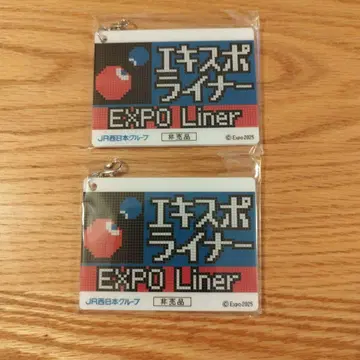 エキスポ
ライナー
EXPO Liner
JR西日本グループ
非売品
©Expo2025
エキスポ
ライナー
EXPO Liner
JR西日本グループ
非売品
©Expo2025